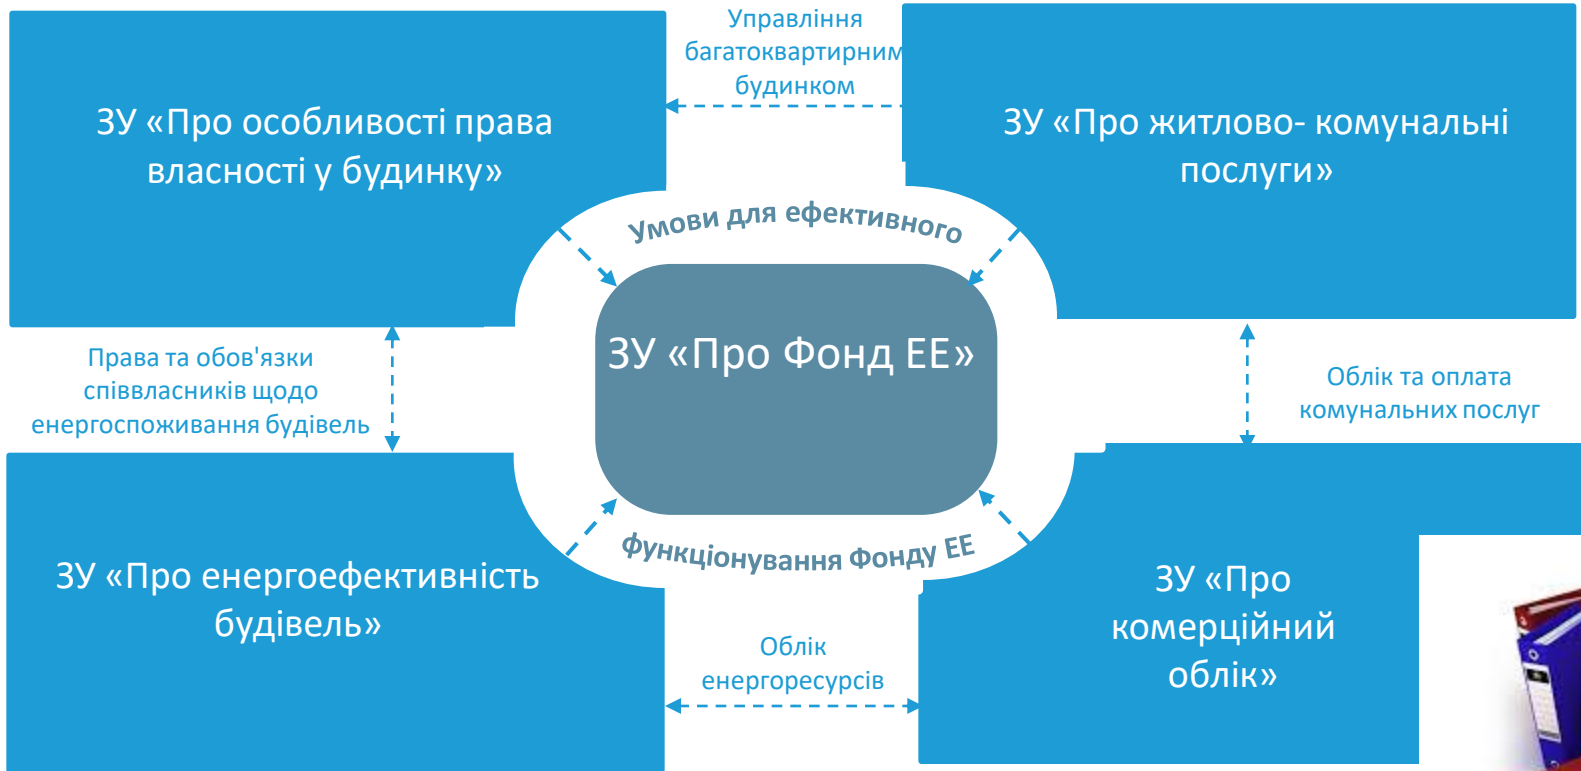 Управління
багатоквартирним
будинком
ЗУ «Про особливості права
власності у будинку»
ЗУ «Про житлово- комунальні
послуги»
Умови для ефективного
ЗУ «Про Фонд ЕЕ»
Права та обов'язки
співвласників щодо
енергоспоживання будівель
Облік та оплата
комунальних послуг
функціонування Фонду ЕЕ
ЗУ «Про енергоефективність
будівель»
ЗУ «Про
комерційний
облік»
Облік
енергоресурсів